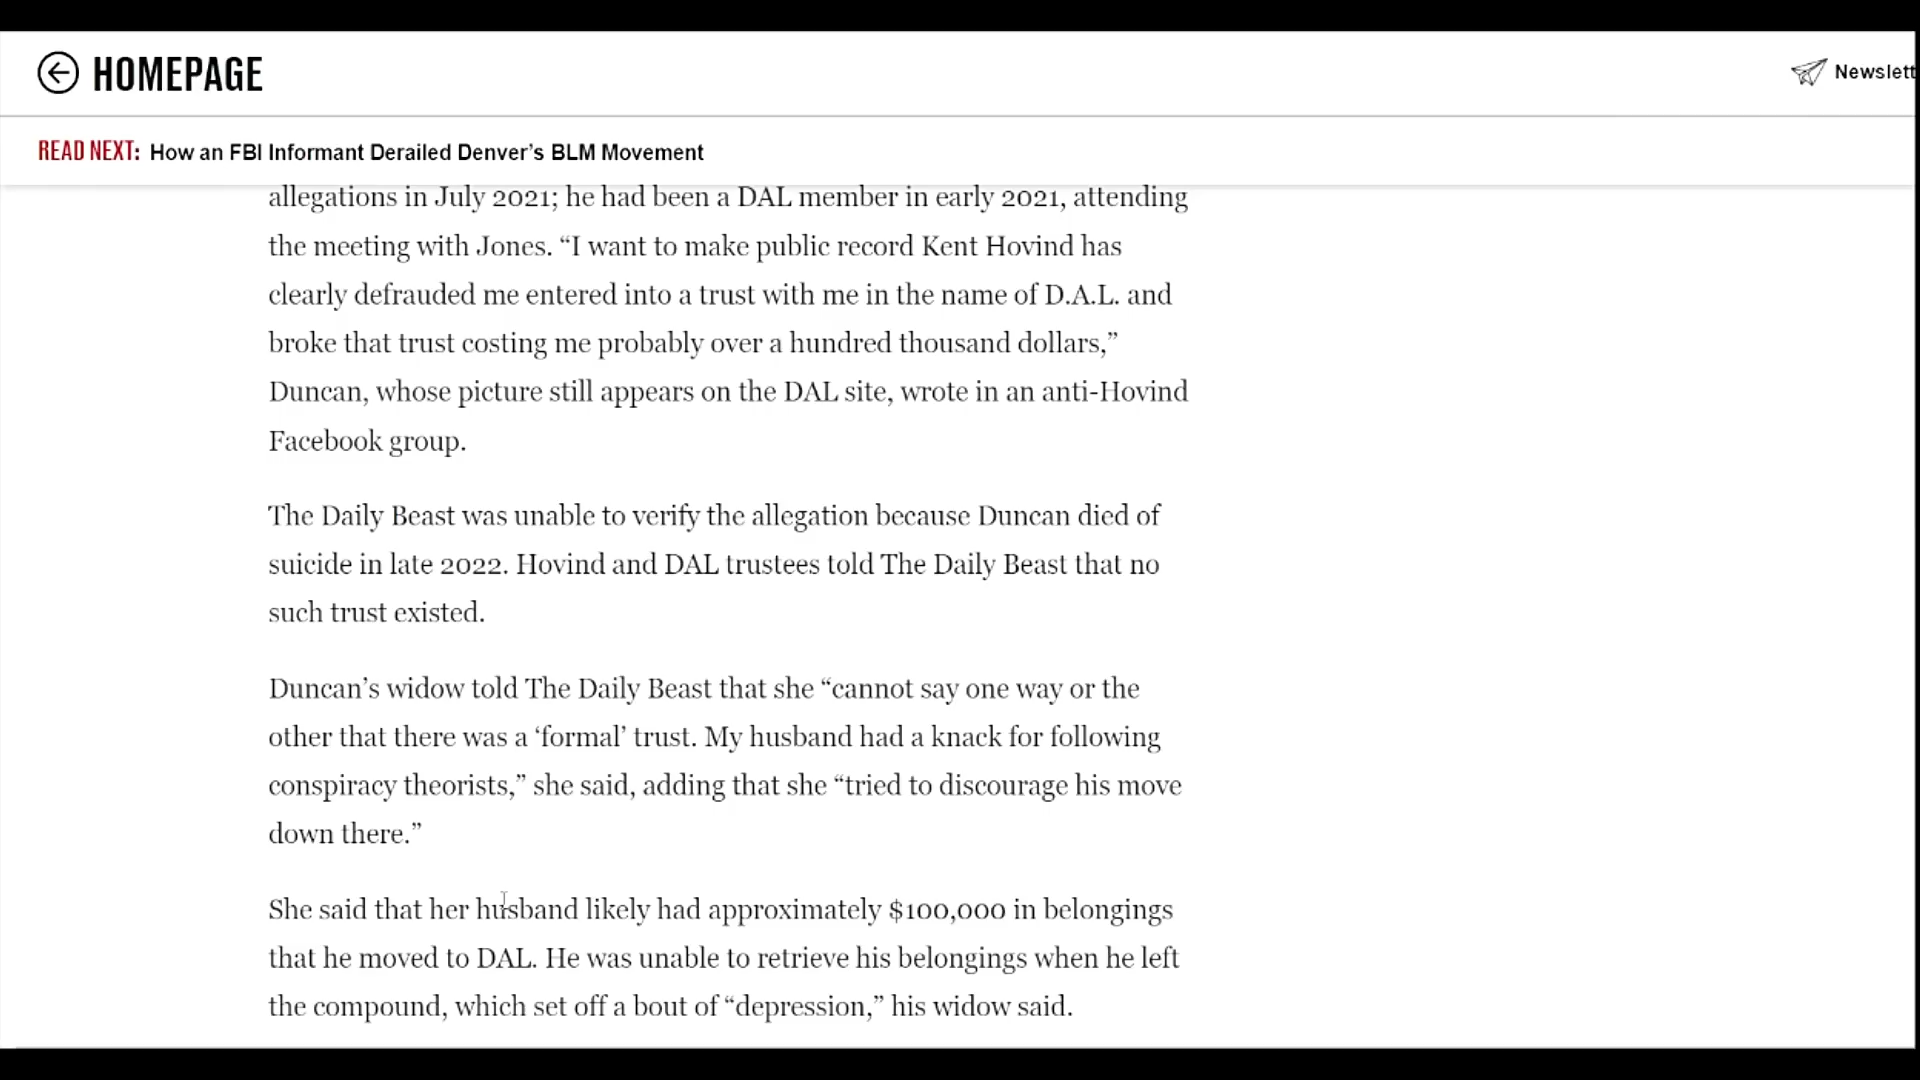 HOMEPAGE
Newslett
READ NEXT: How an FBI Informant Derailed Denver’s BLM Movement
allegations in July 2021; he had been a DAL member in early 2021, attending
the meeting with Jones. “I want to make public record Kent Hovind has
clearly defrauded me entered into a trust with me in the name of D.A.L. and
broke that trust costing me probably over a hundred thousand dollars,”
Duncan, whose picture still appears on the DAL site, wrote in an anti-Hovind
Facebook group.
The Daily Beast was unable to verify the allegation because Duncan died of
suicide in late 2022. Hovind and DAL trustees told The Daily Beast that no
such trust existed.
Duncan’s widow told The Daily Beast that she “cannot say one way or the
other that there was a ‘formal’ trust. My husband had a knack for following
conspiracy theorists,” she said, adding that she “tried to discourage his move
down there.”
She said that her husband likely had approximately $100,000 in belongings
that he moved to DAL. He was unable to retrieve his belongings when he left
the compound, which set off a bout of “depression,” his widow said.